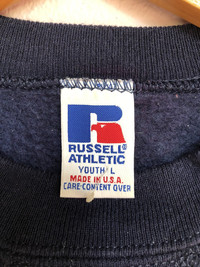 RUSSELL®
ATHLETIC
YOUTH L
MADE IN U.S.A.
CARE-CONTENT OVER